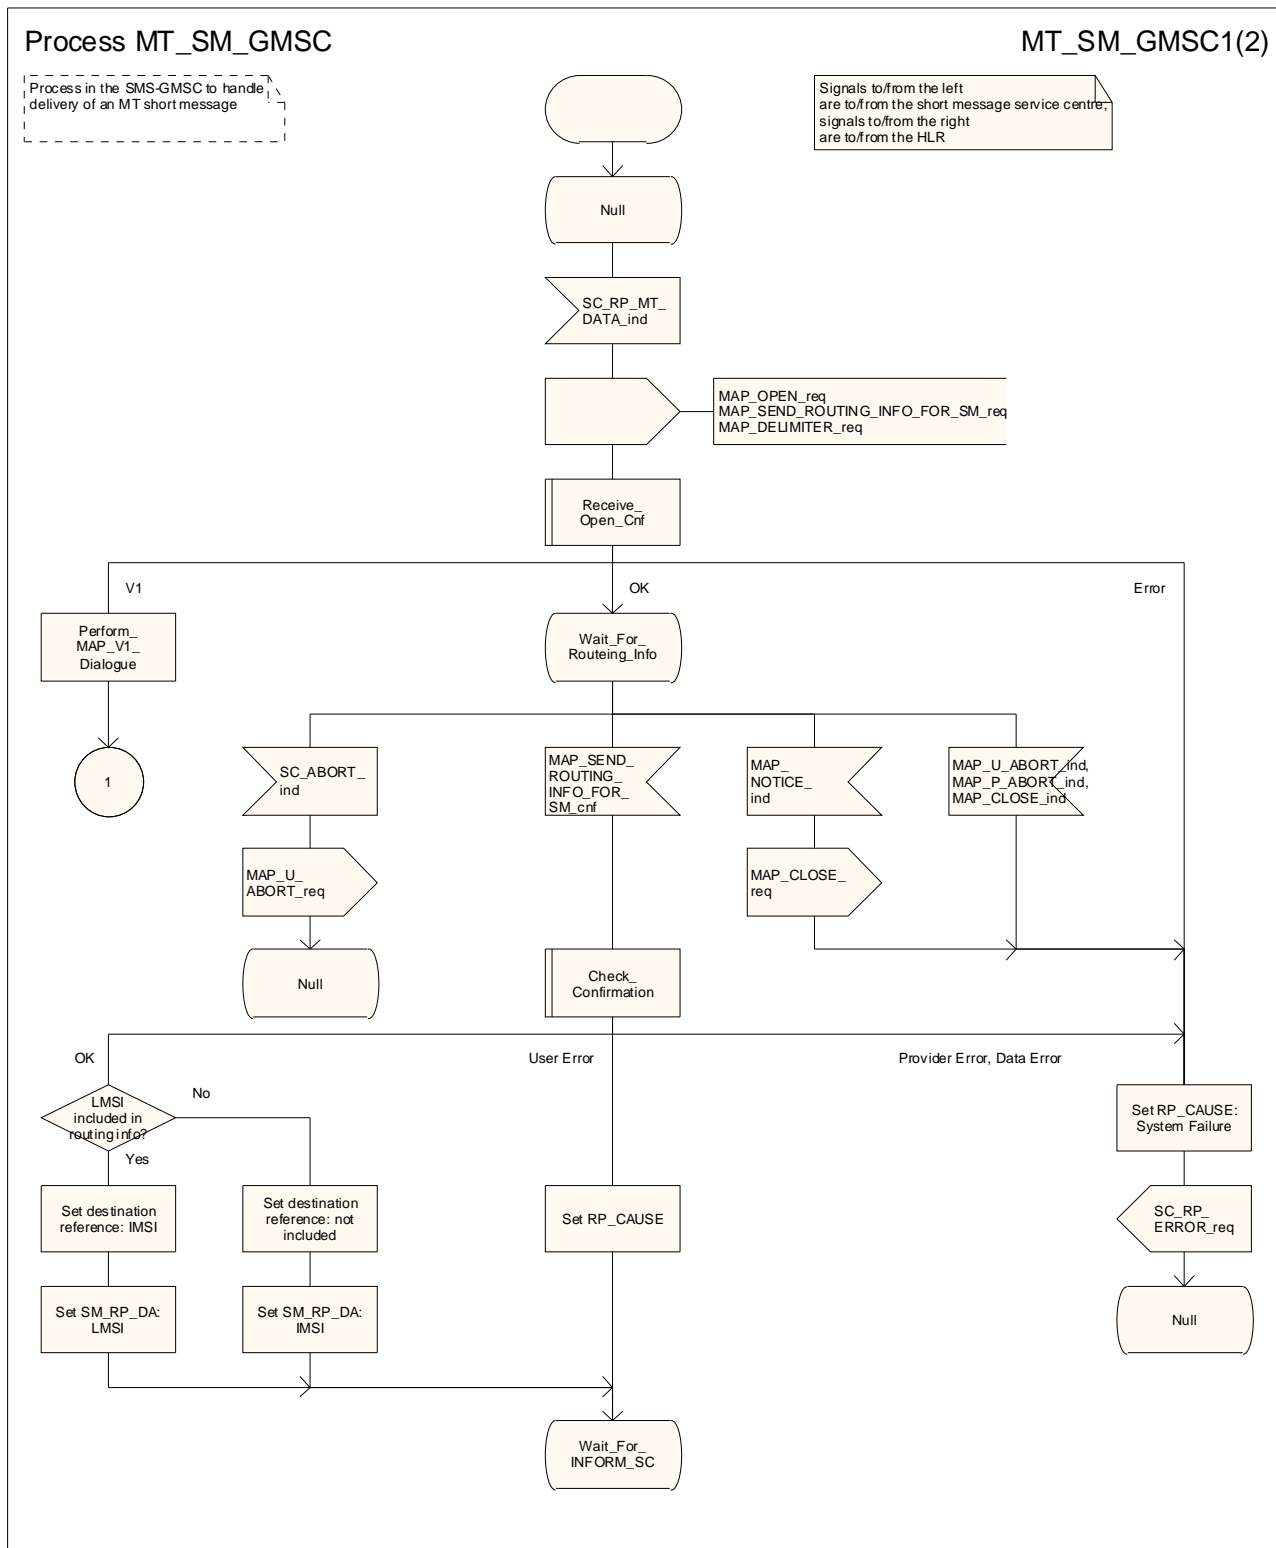 Process MT_SM_GMSC
MT_SM_GMSC1(2)
Process in the SMS-GMSC to handle
delivery of an MT short message
Signals to/from the left
are to/from the short message service centre;
signals to/from the right
are to/from the HLR
Null
SC_RP_MT_
DATA_ind
MAP_OPEN_req
MAP_SEND_ROUTING_INFO_FOR_SM_req
MAP_DELIMITER_req
Receive_
Open_Cnf
V1
OK
Error
Perform_
MAP_V1_
Dialogue
Wait_For_
Routeing_Info
1
SC_ABORT_
ind
MAP_SEND_
ROUTING_
INFO_FOR_
SM_cnf
MAP_
NOTICE_
ind
MAP_U_ABORT_ind,
MAP_P_ABORT_ind,
MAP_CLOSE_ind
MAP_U_
ABORT_req
MAP_CLOSE_
req
Null
Check_
Confirmation
OK
User Error
Provider Error, Data Error
LMSI
included in
routing info?
No
Yes
Set RP_CAUSE:
System Failure
Set destination
reference: IMSI
Set destination
reference: not
included
Set RP_CAUSE
SC_RP_
ERROR_req
Set SM_RP_DA:
LMSI
Set SM_RP_DA:
IMSI
Null
Wait_For_
INFORM_SC